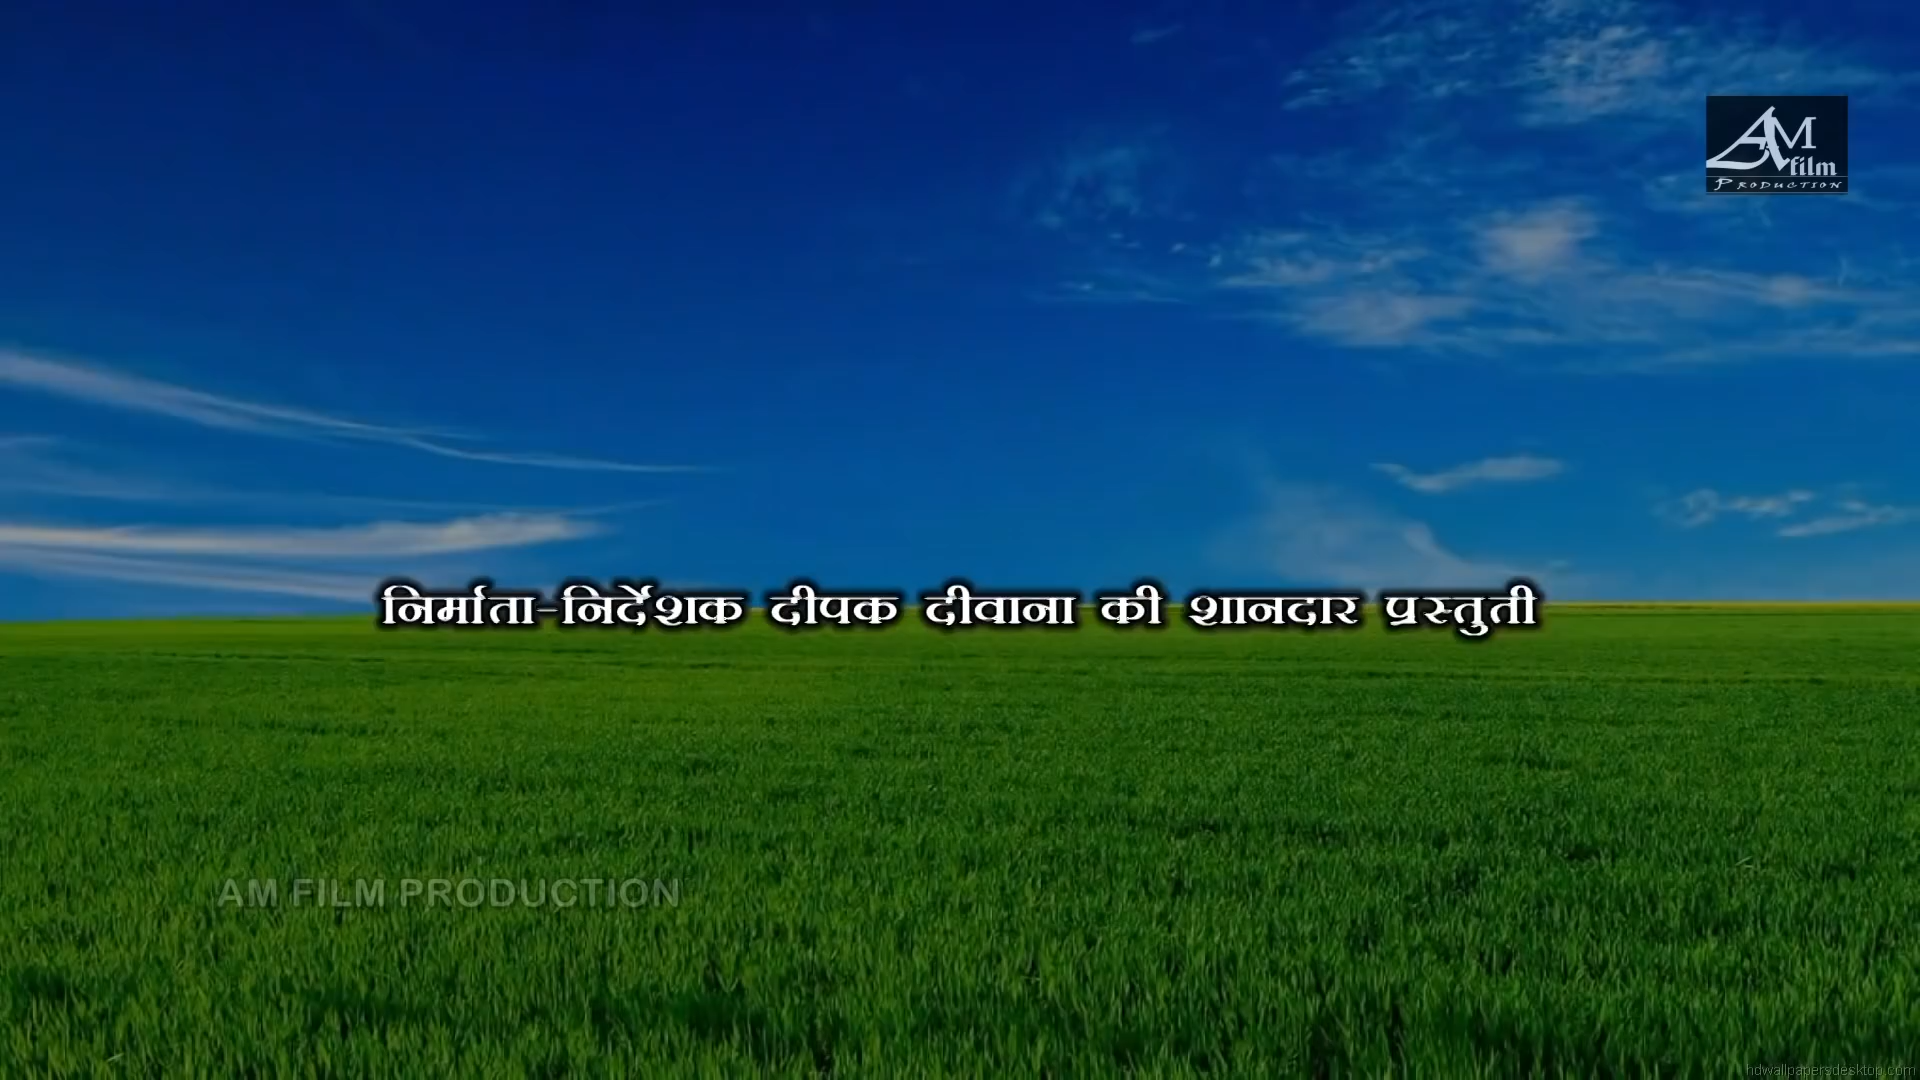 AM
film
PRODUCTION
निर्माता-निर्देशक दीपक दीवाना की शानदार प्रस्तुती
AM FILM PRODUCTION
hdwallpapersdesktop.com